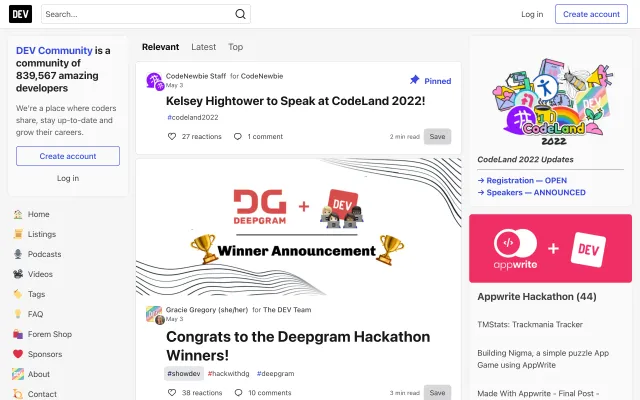 DEV
Search...
Log in
Create account
DEV Community is a
community of
839,567 amazing
developers
We're a place where coders
share, stay up-to-date and
grow their careers.
Create account
Log in
Home
Listings
Podcasts
Videos
Tags
FAQ
Forem Shop
Sponsors
About
Contact
Relevant
Latest
Top
CodeNewbie Staff for CodeNewbie
May 3
Pinned
Kelsey Hightower to Speak at CodeLand 2022!
#codeland2022
27 reactions
1 comment
2 min read
Save
DG
DEEPGRAM
+
DEV
Winner Announcement
Gracie Gregory (she/her) for The DEV Team
May 3
Congrats to the Deepgram Hackathon
Winners!
#showdev
#hackwithdg
#deepgram
38 reactions
10 comments
3 min read
Save
CodeLand
2022
CodeLand 2022 Updates
→ Registration — OPEN
→ Speakers — ANNOUNCED
appwrite
+
DEV
Appwrite Hackathon (44)
TMStats: Trackmania Tracker
Building Nigma, a simple puzzle App
Game using AppWrite
Made With Appwrite - Final Post -